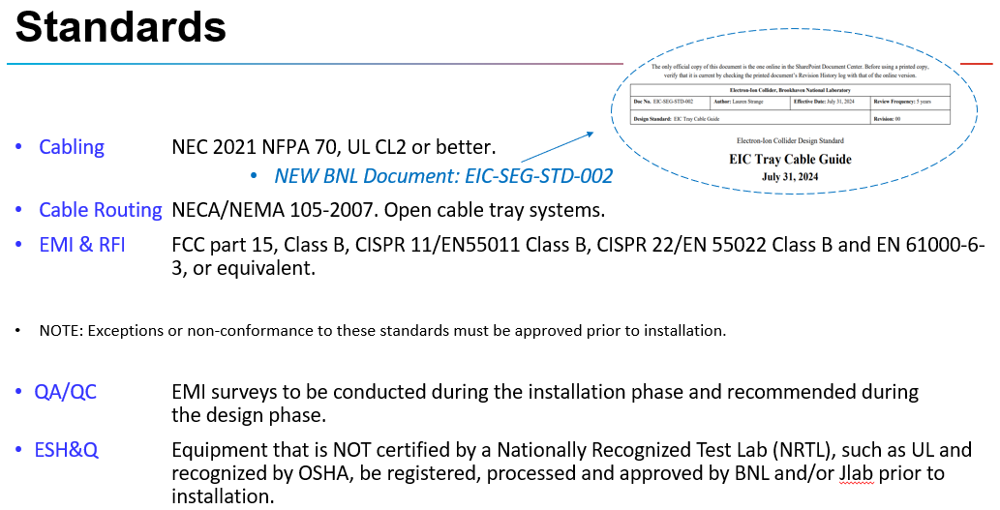 Standards
The only official copy of this document is the one online in the SharePoint Document Center. Before using a printed copy,
verify that it is current by checking the printed document's Revision History log with that of the online version.
Electron-Ion Collider, Brookhaven National Laboratory
Doc No. EIC-SEG-STD-002 Author: Lauren Strange Effective Date: July 31, 2024 Review Frequency: 5 years
Design Standard: EIC Tray Cable Guide Revision: 00
Electron-Ion Collider Design Standard
EIC Tray Cable Guide
July 31, 2024
• Cabling NEC 2021 NFPA 70, UL CL2 or better.
• NEW BNL Document: EIC-SEG-STD-002
• Cable Routing NECA/NEMA 105-2007. Open cable tray systems.
• EMI & RFI FCC part 15, Class B, CISPR 11/EN55011 Class B, CISPR 22/EN 55022 Class B and EN 61000-6-
3, or equivalent.
• NOTE: Exceptions or non-conformance to these standards must be approved prior to installation.
• QA/QC EMI surveys to be conducted during the installation phase and recommended during
the design phase.
• ESH&Q Equipment that is NOT certified by a Nationally Recognized Test Lab (NRTL), such as UL and
recognized by OSHA, be registered, processed and approved by BNL and/or Jlab prior to
installation.